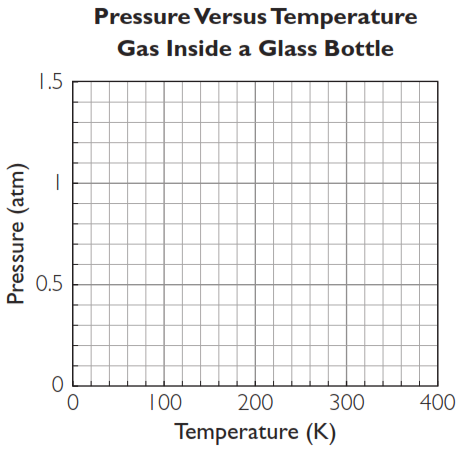 Pressure Versus Temperature
Gas Inside a Glass Bottle
1.5
1
0.5
0
Pressure (atm)
0 100 200 300 400
Temperature (K)